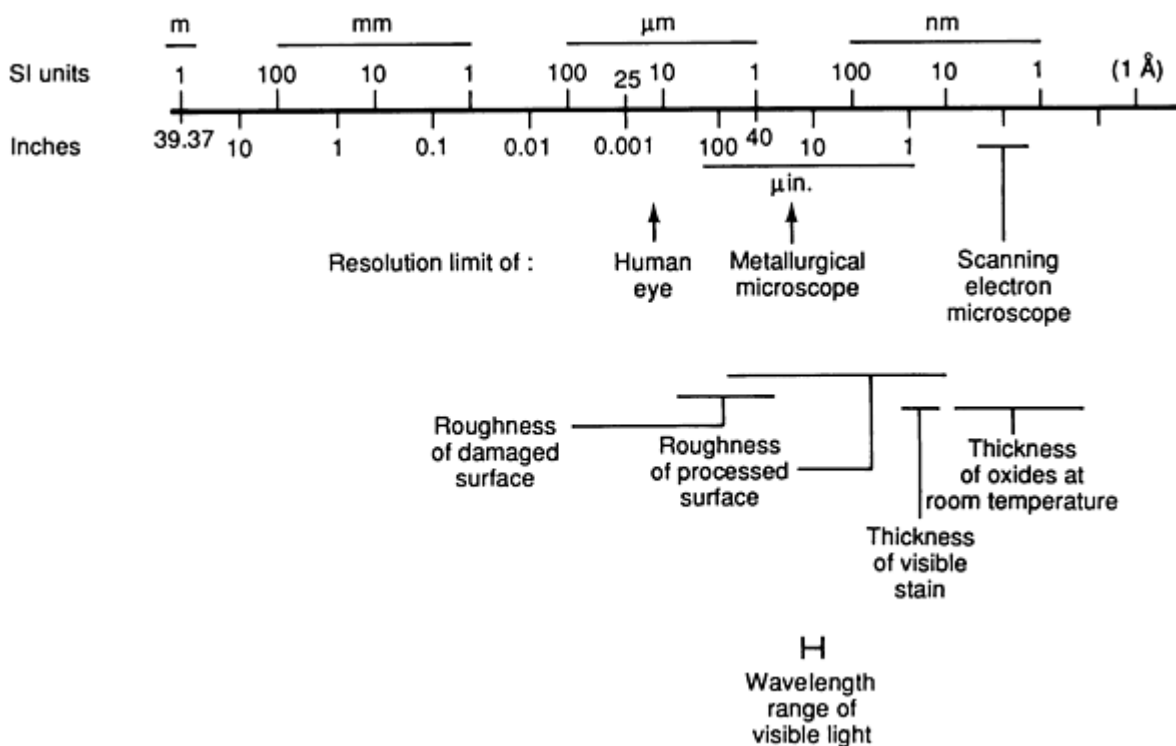 m mm μm nm
SI units 1 100 10 1 100 25 10 1 100 10 1 (1 Å)
Inches 39.37 10 1 0.1 0.01 0.001 100 40 10 1
μin.
Resolution limit of : Human Metallurgical Scanning
eye microscope electron
microscope
Roughness
of damaged
surface
Roughness
of processed
surface
Thickness
of oxides at
room temperature
Thickness
of visible
stain
Wavelength
range of
visible light